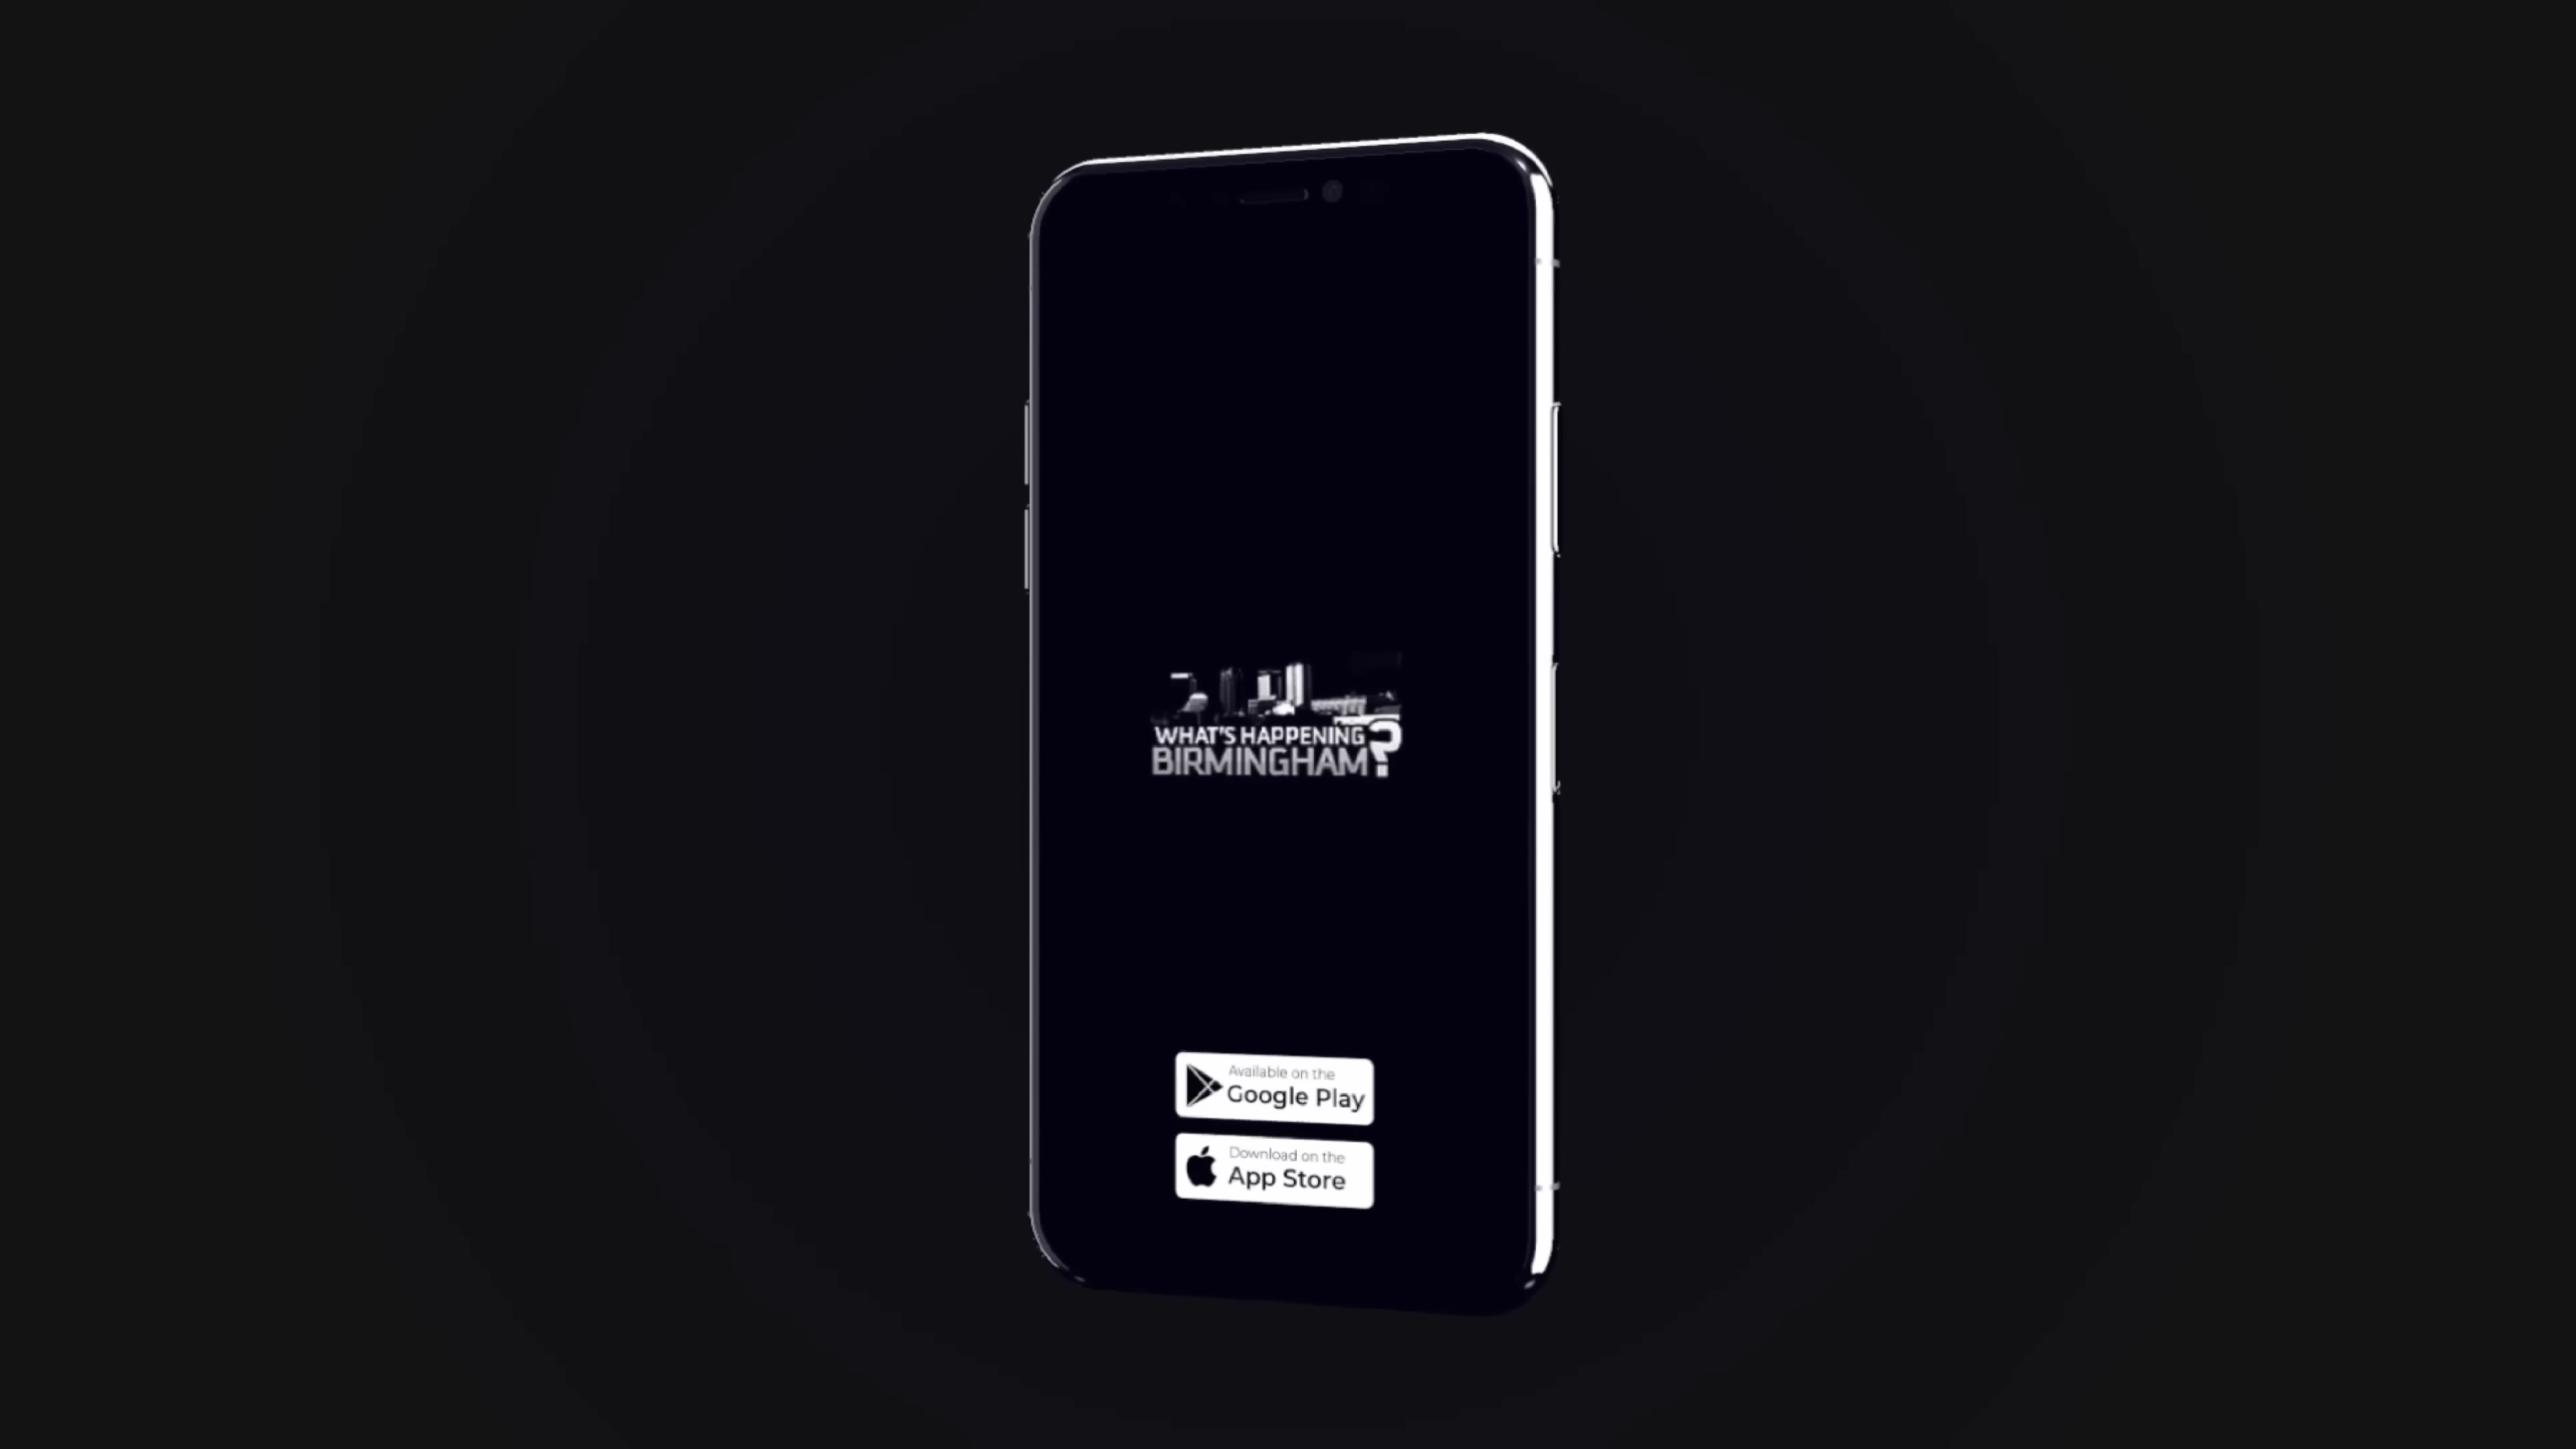 WHAT'S HAPPENING
BIRMINGHAM?
Available on the
Google Play
Download on the
App Store